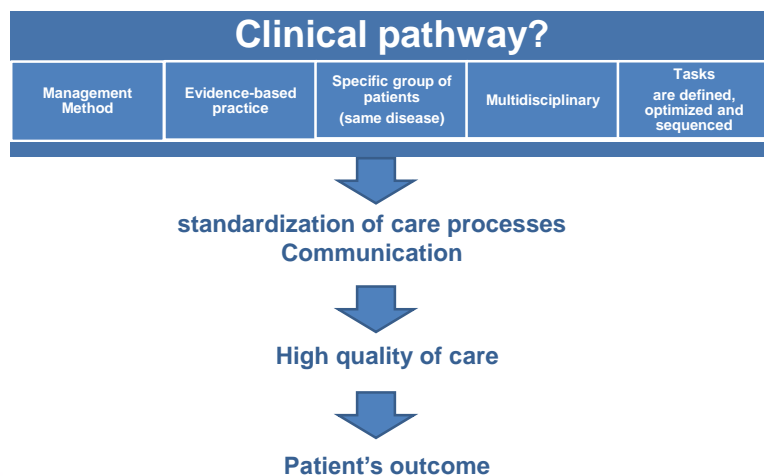 Clinical pathway?
Management
Method
Evidence-based
practice
Specific group of
patients
(same disease)
Multidisciplinary
Tasks
are defined,
optimized and
sequenced
standardization of care processes
Communication
High quality of care
Patient's outcome